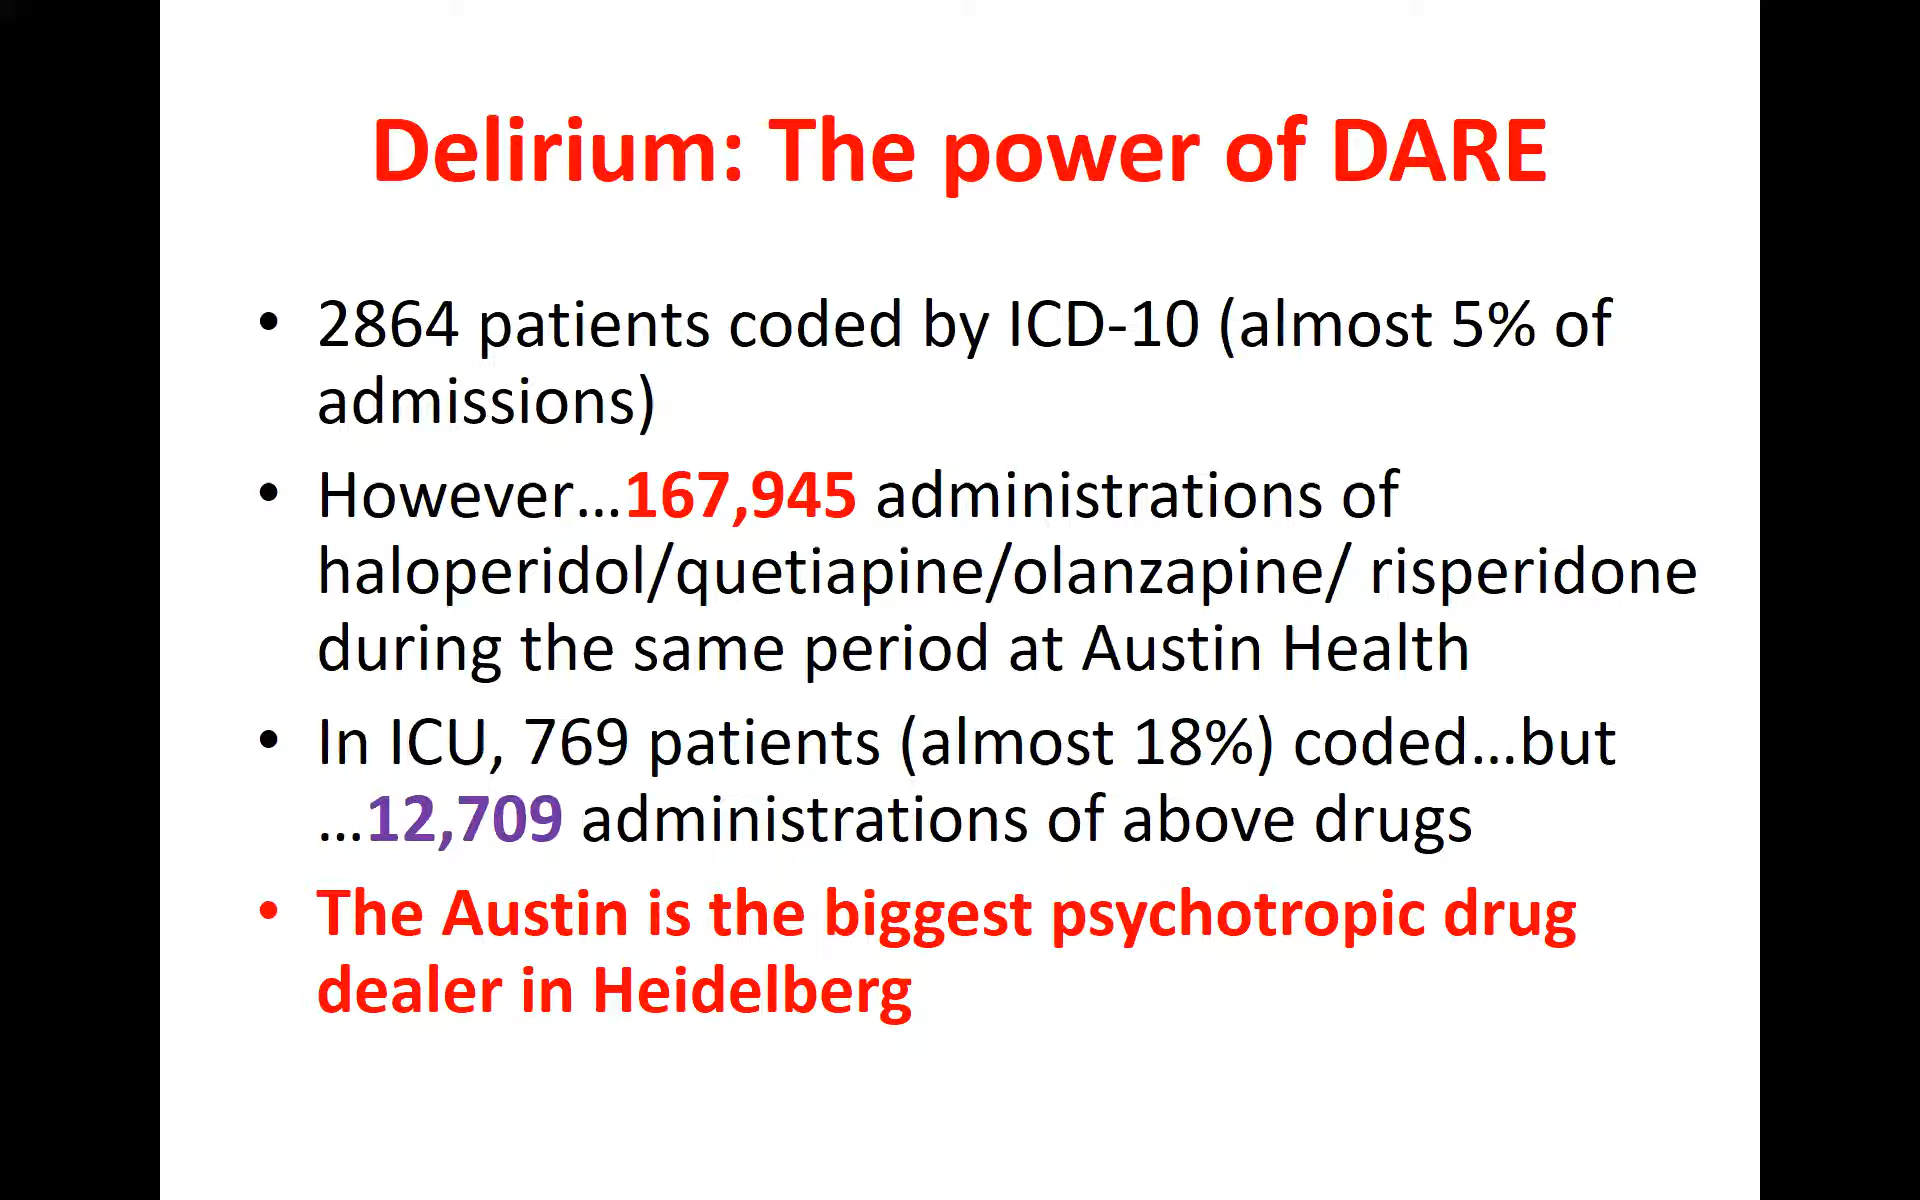 Delirium: The power of DARE
• 2864 patients coded by ICD-10 (almost 5% of
admissions)
• However...167,945 administrations of
haloperidol/quetiapine/olanzapine/ risperidone
during the same period at Austin Health
• In ICU, 769 patients (almost 18%) coded...but
...12,709 administrations of above drugs
• The Austin is the biggest psychotropic drug
dealer in Heidelberg